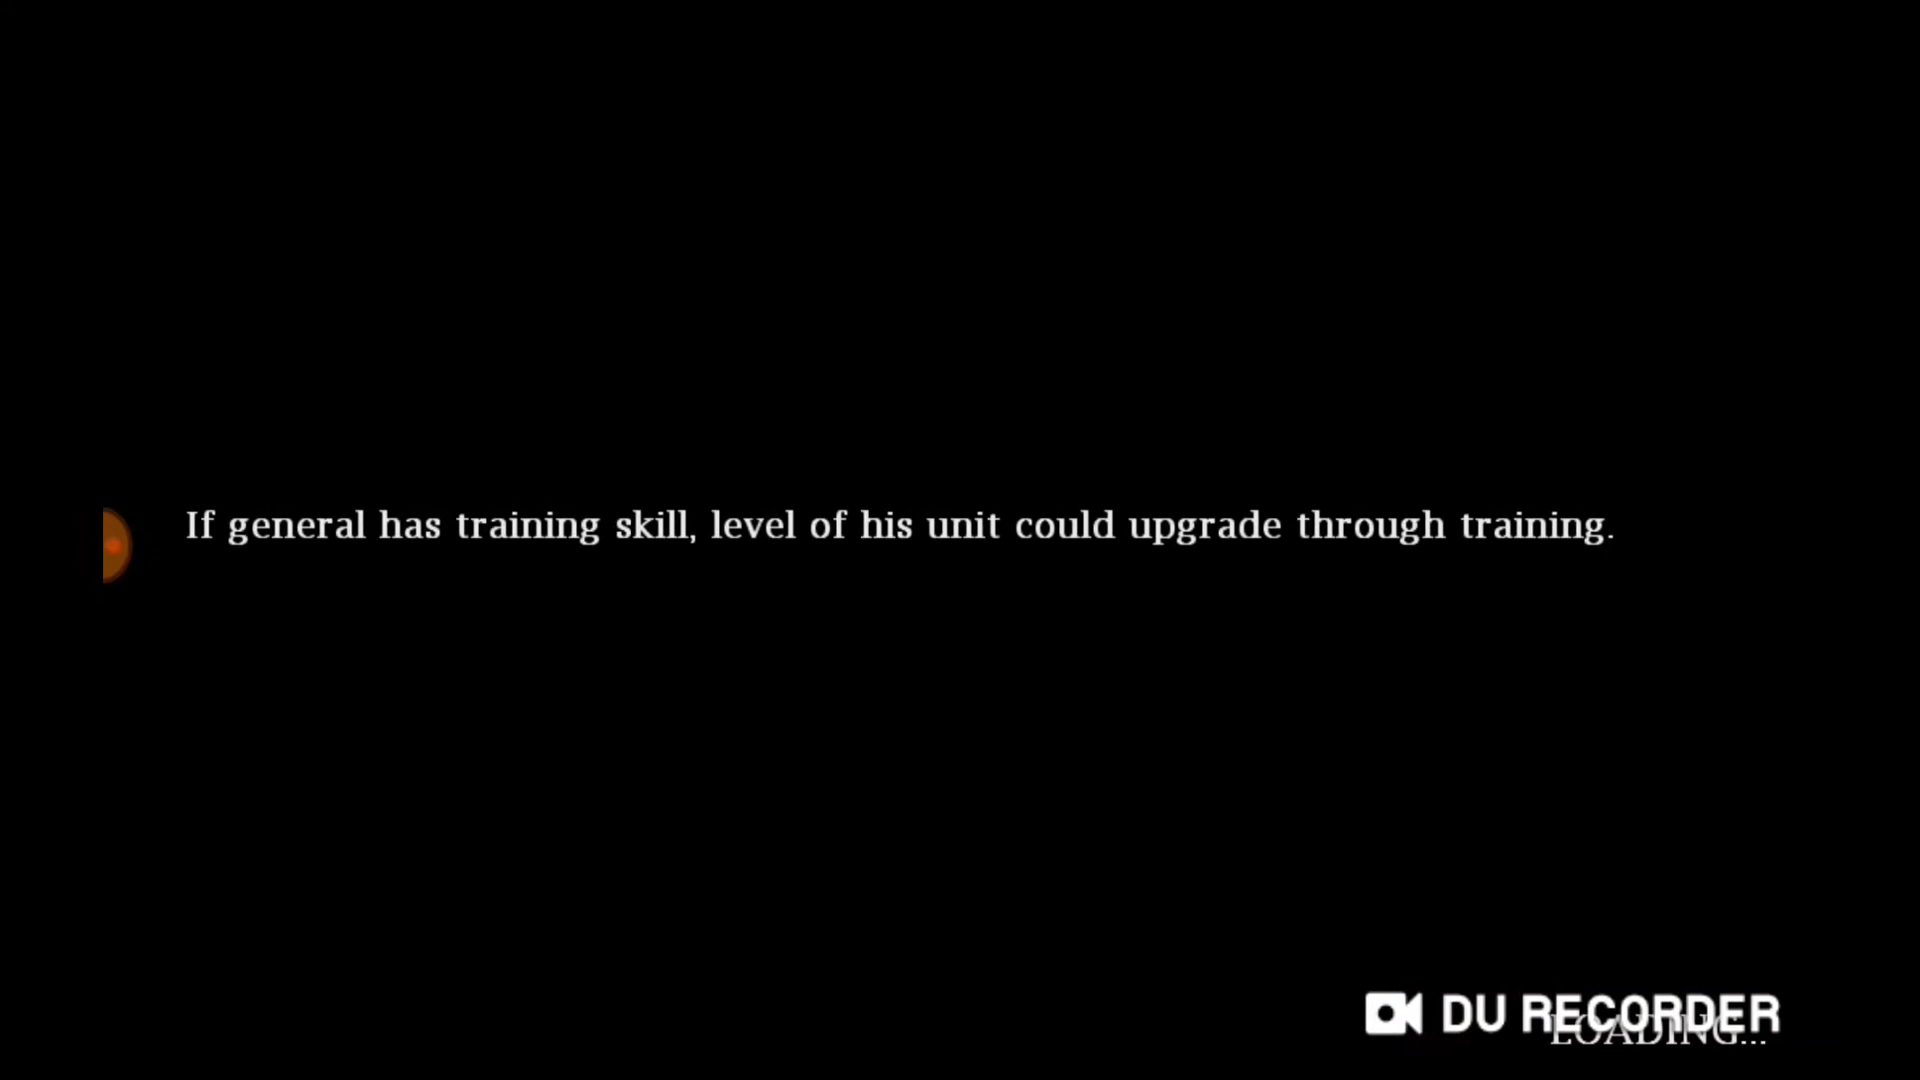 If general has training skill, level of his unit could upgrade through training.
DU RECORDER
LOADING...